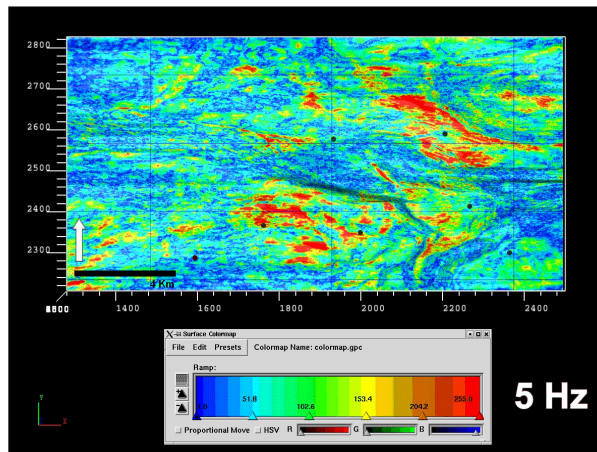 2800
2700
2600
2500
2400
2300
4 Km
1400 1600 1800 2000 2200 2400
X-⊣ Surface Colormap
File Edit Presets Colormap Name: colormap.gpc
Ramp:
51.8 153.4 255.0
102.6 204.2
Proportional Move HSV R G B
5 Hz
Y
X